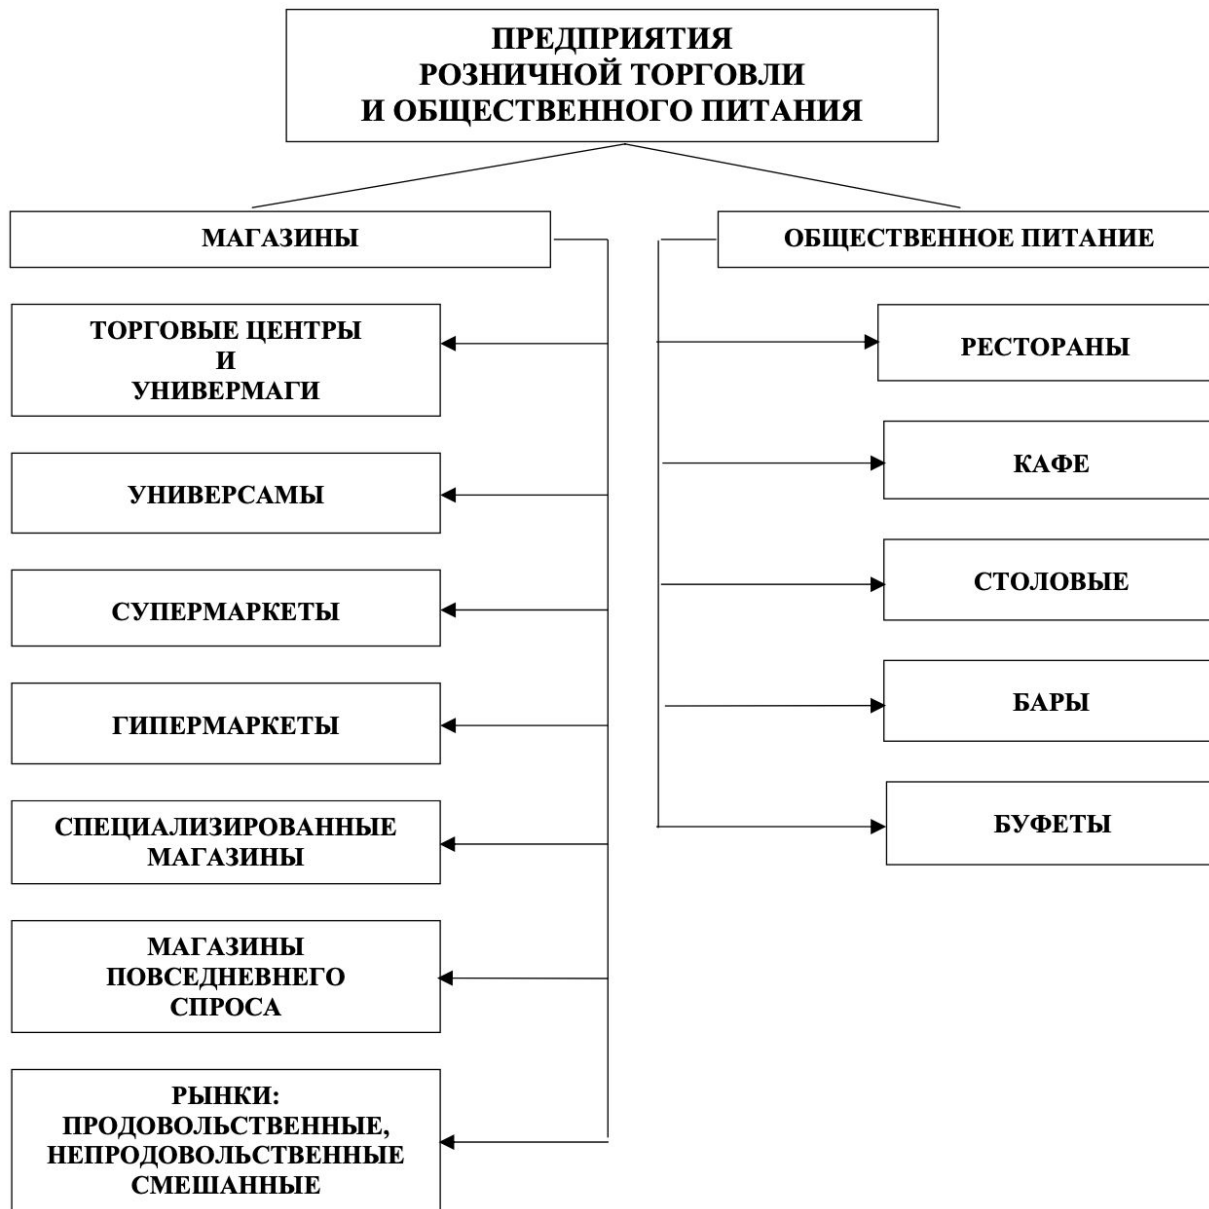 ПРЕДПРИЯТИЯ
РОЗНИЧНОЙ ТОРГОВЛИ
И ОБЩЕСТВЕННОГО ПИТАНИЯ
МАГАЗИНЫ
ТОРГОВЫЕ ЦЕНТРЫ
И
УНИВЕРМАГИ
УНИВЕРСАМЫ
СУПЕРМАРКЕТЫ
ГИПЕРМАРКЕТЫ
СПЕЦИАЛИЗИРОВАННЫЕ
МАГАЗИНЫ
МАГАЗИНЫ
ПОВСЕДНЕВНЕГО
СПРОСА
РЫНКИ:
ПРОДОВОЛЬСТВЕННЫЕ,
НЕПРОДОВОЛЬСТВЕННЫЕ
СМЕШАННЫЕ
ОБЩЕСТВЕННОЕ ПИТАНИЕ
РЕСТОРАНЫ
КАФЕ
СТОЛОВЫЕ
БАРЫ
БУФЕТЫ